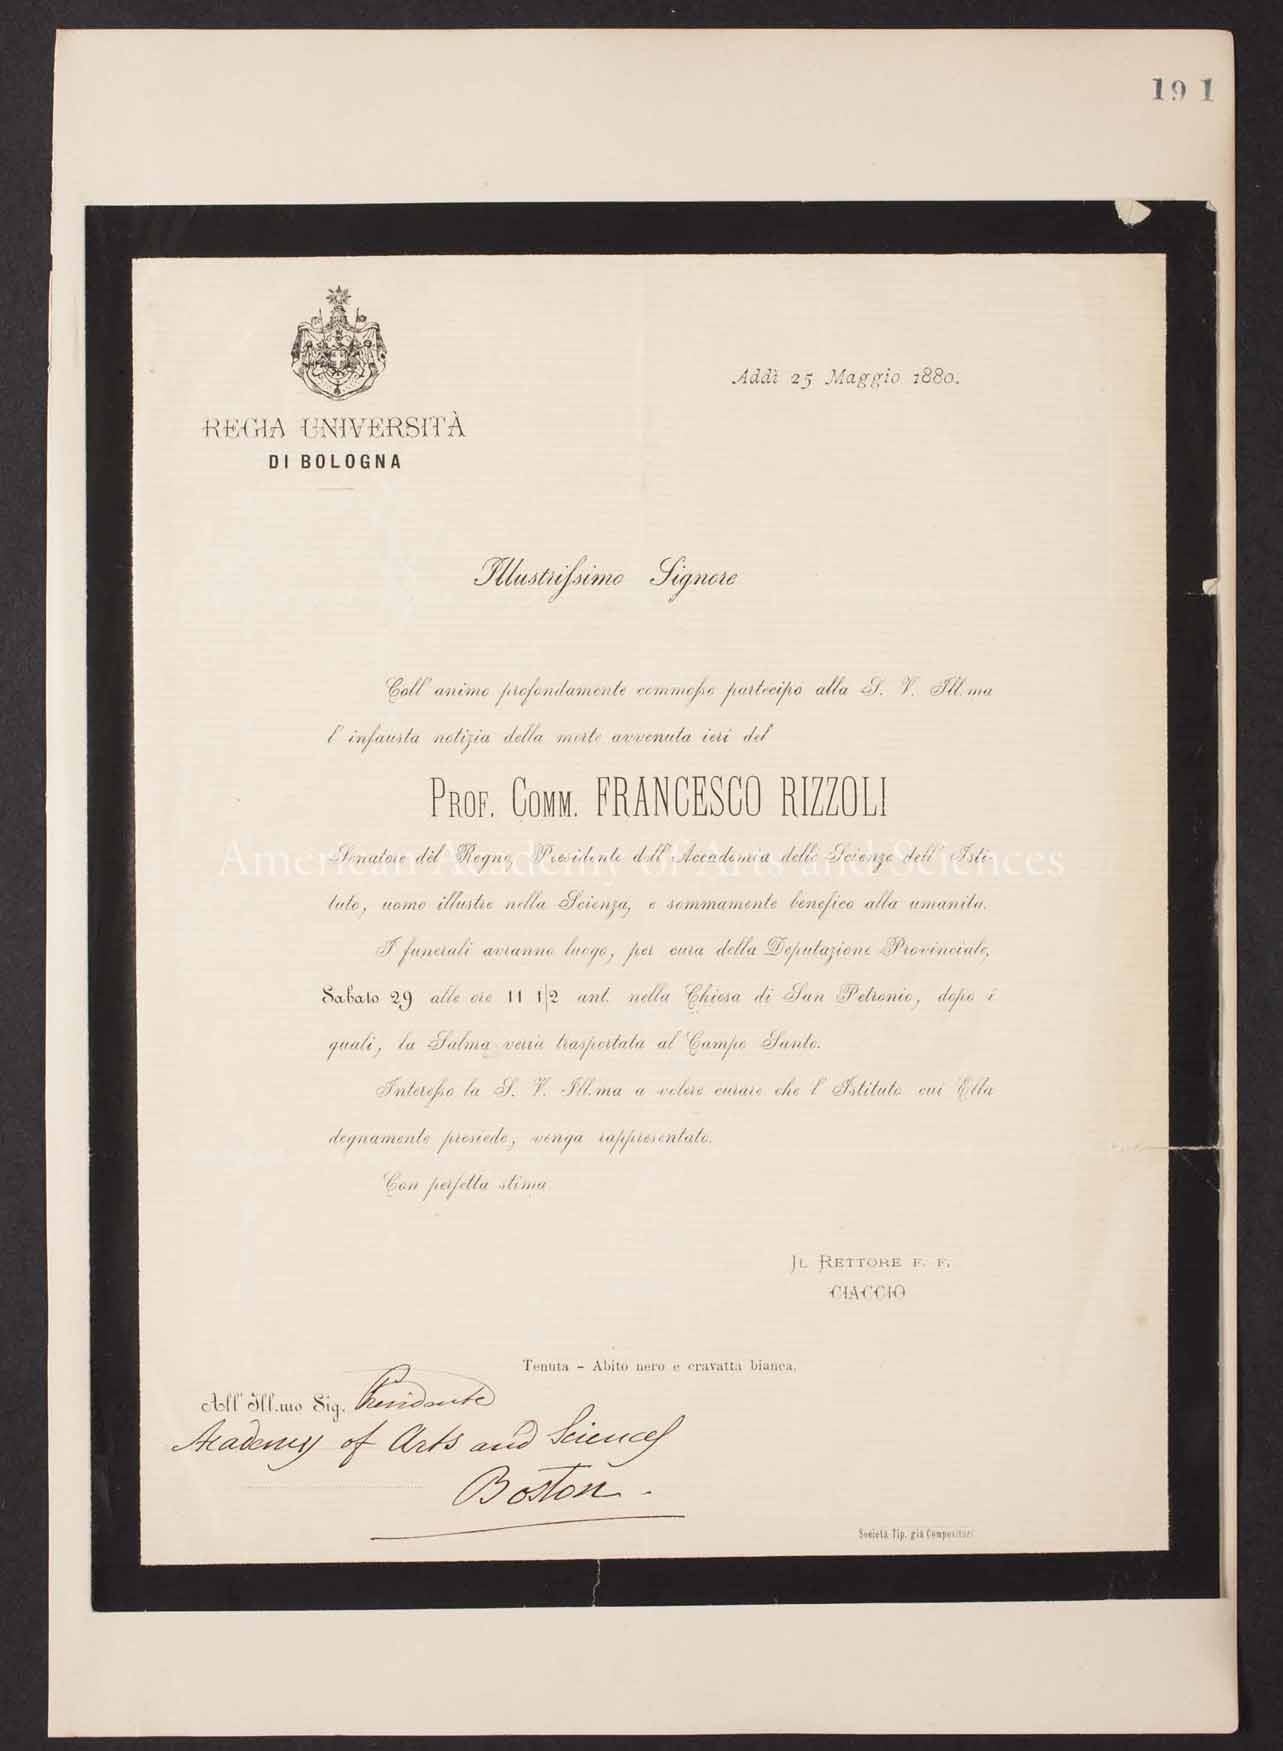 19 1
Addì 25 Maggio 1880.
REGIA UNIVERSITÀ
DI BOLOGNA
Illustrissimo Signore
Coll' animo profondamente commosso partecipo alla S. V. Ill.ma
l' infausta notizia della morte avvenuta ieri del
PROF. COMM. FRANCESCO RIZZOLI
American Academy of Arts and Sciences
Senatore del Regno, Presidente dell' Accademia delle Scienze dell' Isti-
tuto, uomo illustre nella Scienza, e sommamente benefico alla umanità.
I funerali avranno luogo, per cura della Deputazione Provinciale,
Sabato 29 alle ore 11 1/2 ant. nella Chiesa di San Petronio, dopo i
quali, la Salma verrà trasportata al Campo Santo.
Interesso la S. V. Ill.ma a volere curare che l' Istituto cui Ella
degnamente presiede, venga rappresentato.
Con perfetta stima
IL RETTORE F. F.
CIACCIO
Tenuta - Abito nero e cravatta bianca.
All' Ill.mo Sig. Presidente
Academy of Arts and Sciences
Boston.
Società Tip. già Compositori